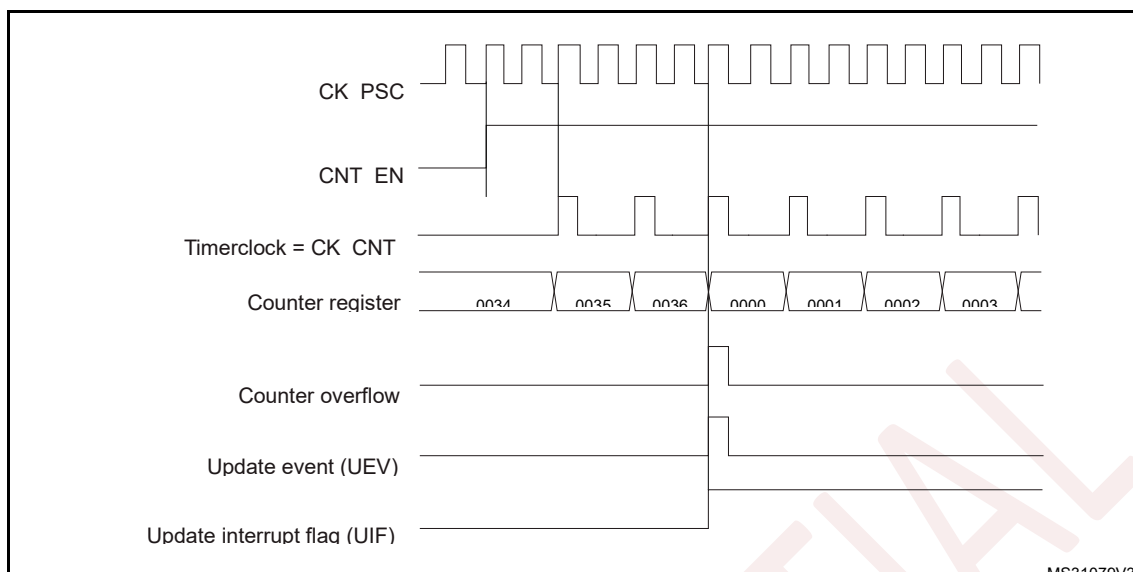 CK PSC
CNT EN
Timerclock = CK CNT
Counter register 0034 0035 0036 0000 0001 0002 0003
Counter overflow
Update event (UEV)
Update interrupt flag (UIF)
MS31079V2